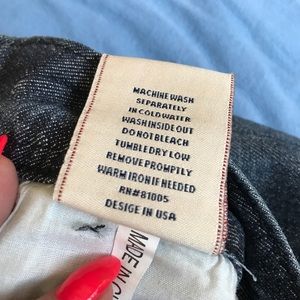 MACHINE WASH
SEPARATELY
IN COLD WATER
WASH INSIDE OUT
DO NOT BLEACH
TUMBLE DRY LOW
REMOVE PROMPTLY
WARM IRON IF NEEDED
RN#81005
DESIGE IN USA
MADE IN